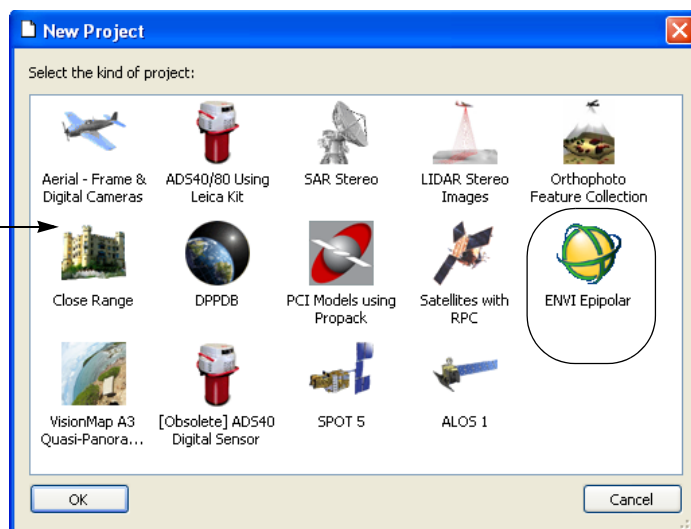 New Project
Select the kind of project:
Aerial - Frame &
Digital Cameras
ADS40/80 Using
Leica Kit
SAR Stereo
LIDAR Stereo
Images
Orthophoto
Feature Collection
Close Range
DPPDB
PCI Models using
Propack
Satellites with
RPC
ENVI Epipolar
VisionMap A3
Quasi-Panora...
[Obsolete] ADS40
Digital Sensor
SPOT 5
ALOS 1
OK
Cancel